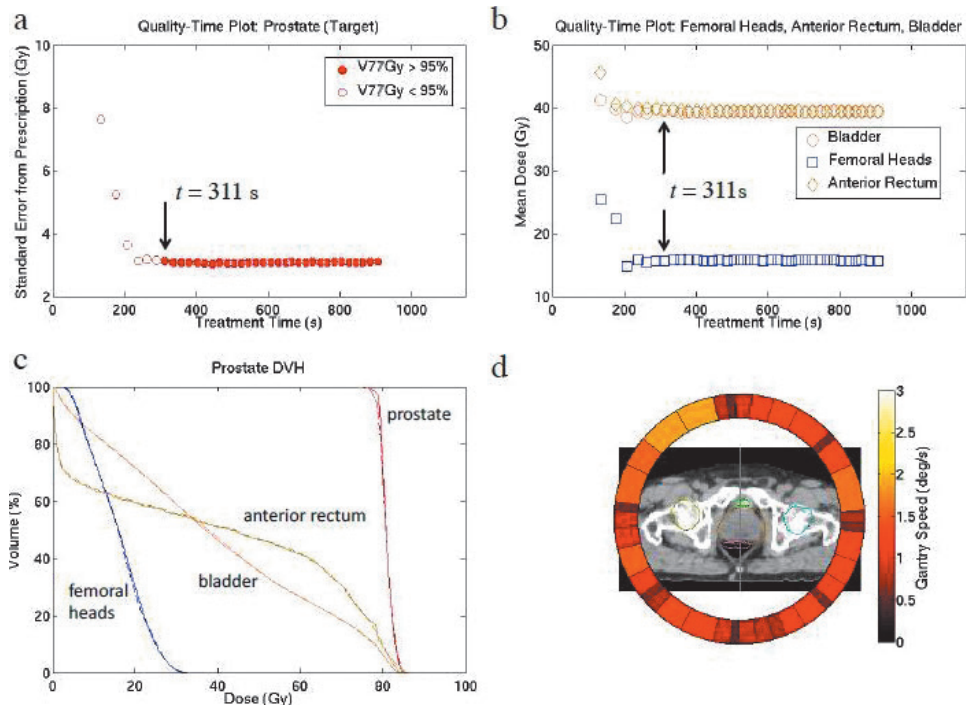 a
Quality-Time Plot: Prostate (Target)
Standard Error from Prescription (Gy)
10
8
6
4
2
V77Gy > 95%
V77Gy < 95%
t = 311 s
0 200 400 600 800 1000
Treatment Time (s)
b
Quality-Time Plot: Femoral Heads, Anterior Rectum, Bladder
Mean Dose (Gy)
50
40
30
20
10
t = 311s
Bladder
Femoral Heads
Anterior Rectum
0 200 400 600 800 1000
Treatment Time (s)
c
Prostate DVH
Volume (%)
100
80
60
40
20
0
prostate
anterior rectum
bladder
femoral
heads
0 20 40 60 80 100
Dose (Gy)
d
3
2.5
2
1.5
1
0.5
0
Gantry Speed (deg/s)